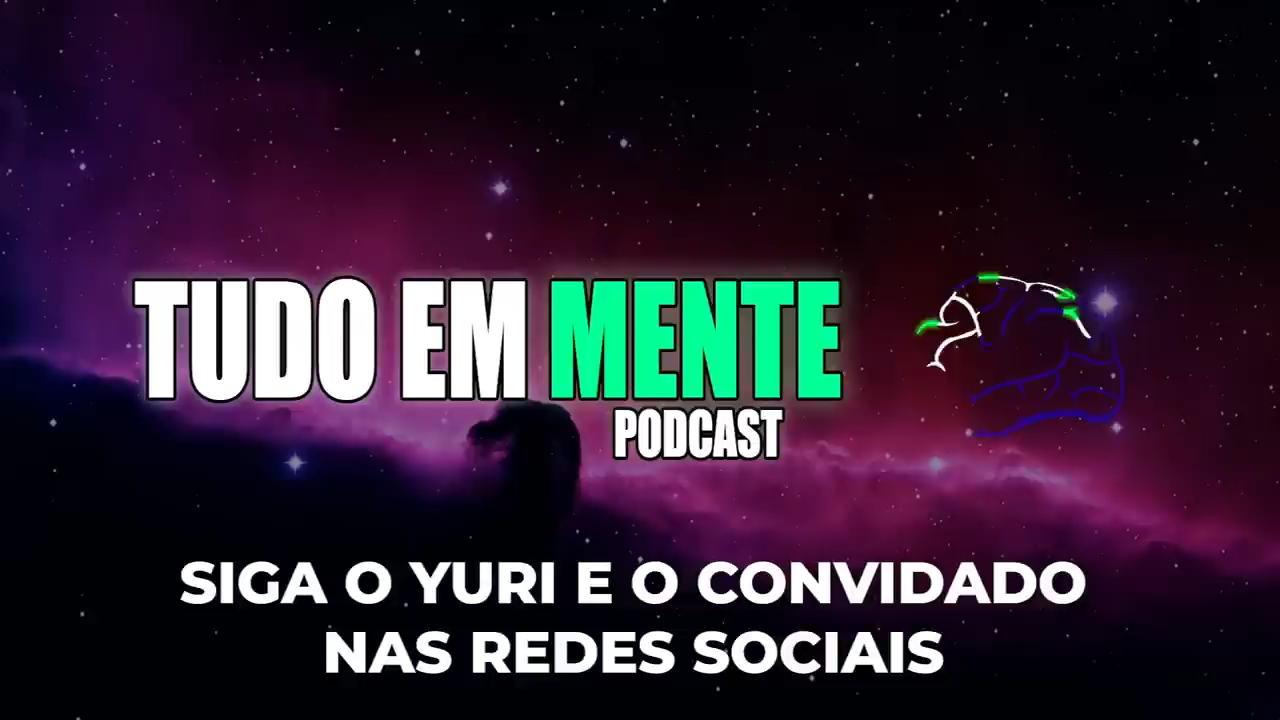 TUDO EM MENTE
PODCAST
SIGA O YURI E O CONVIDADO
NAS REDES SOCIAIS